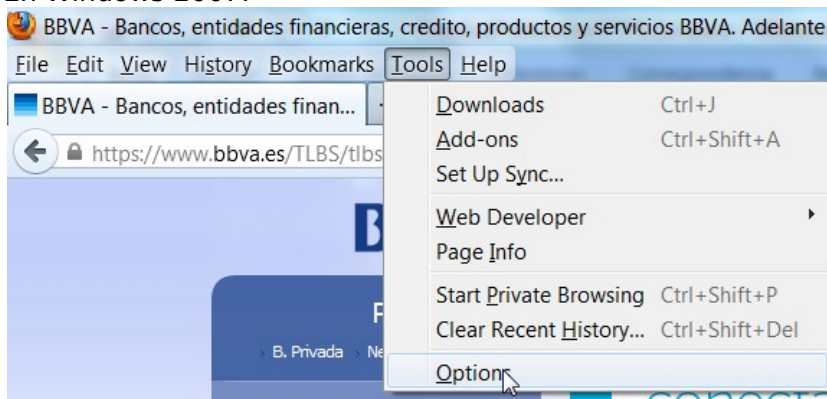 BBVA - Bancos, entidades financieras, credito, productos y servicios BBVA. Adelante
File Edit View History Bookmarks Tools Help
BBVA - Bancos, entidades finan...
https://www.bbva.es/TLBS/tlbs
Downloads Ctrl+J
Add-ons Ctrl+Shift+A
Set Up Sync...
Web Developer
Page Info
Start Private Browsing Ctrl+Shift+P
Clear Recent History... Ctrl+Shift+Del
Options
B
P
B. Privada Ne